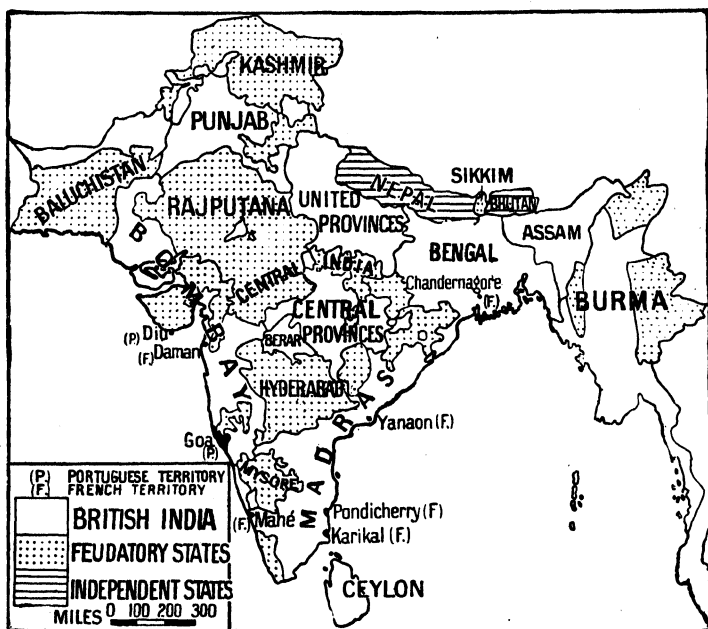 KASHMIR
PUNJAB
BALUCHISTAN
RAJPUTANA
UNITED
PROVINCES
NEPAL
SIKKIM
BHUTAN
ASSAM
BENGAL
CENTRAL INDIA
Chandernagore
(F.)
BURMA
CENTRAL
PROVINCES
BERAR
BOMBAY
(P.) Diu
(F.) Daman
HYDERABAD
MADRAS
Yanaon (F.)
Goa
(P.)
MYSORE
(F.) Mahé
Pondicherry (F)
Karikal (F.)
CEYLON
(P.) PORTUGUESE TERRITORY
(F.) FRENCH TERRITORY
BRITISH INDIA
FEUDATORY STATES
INDEPENDENT STATES
MILES 0 100 200 300